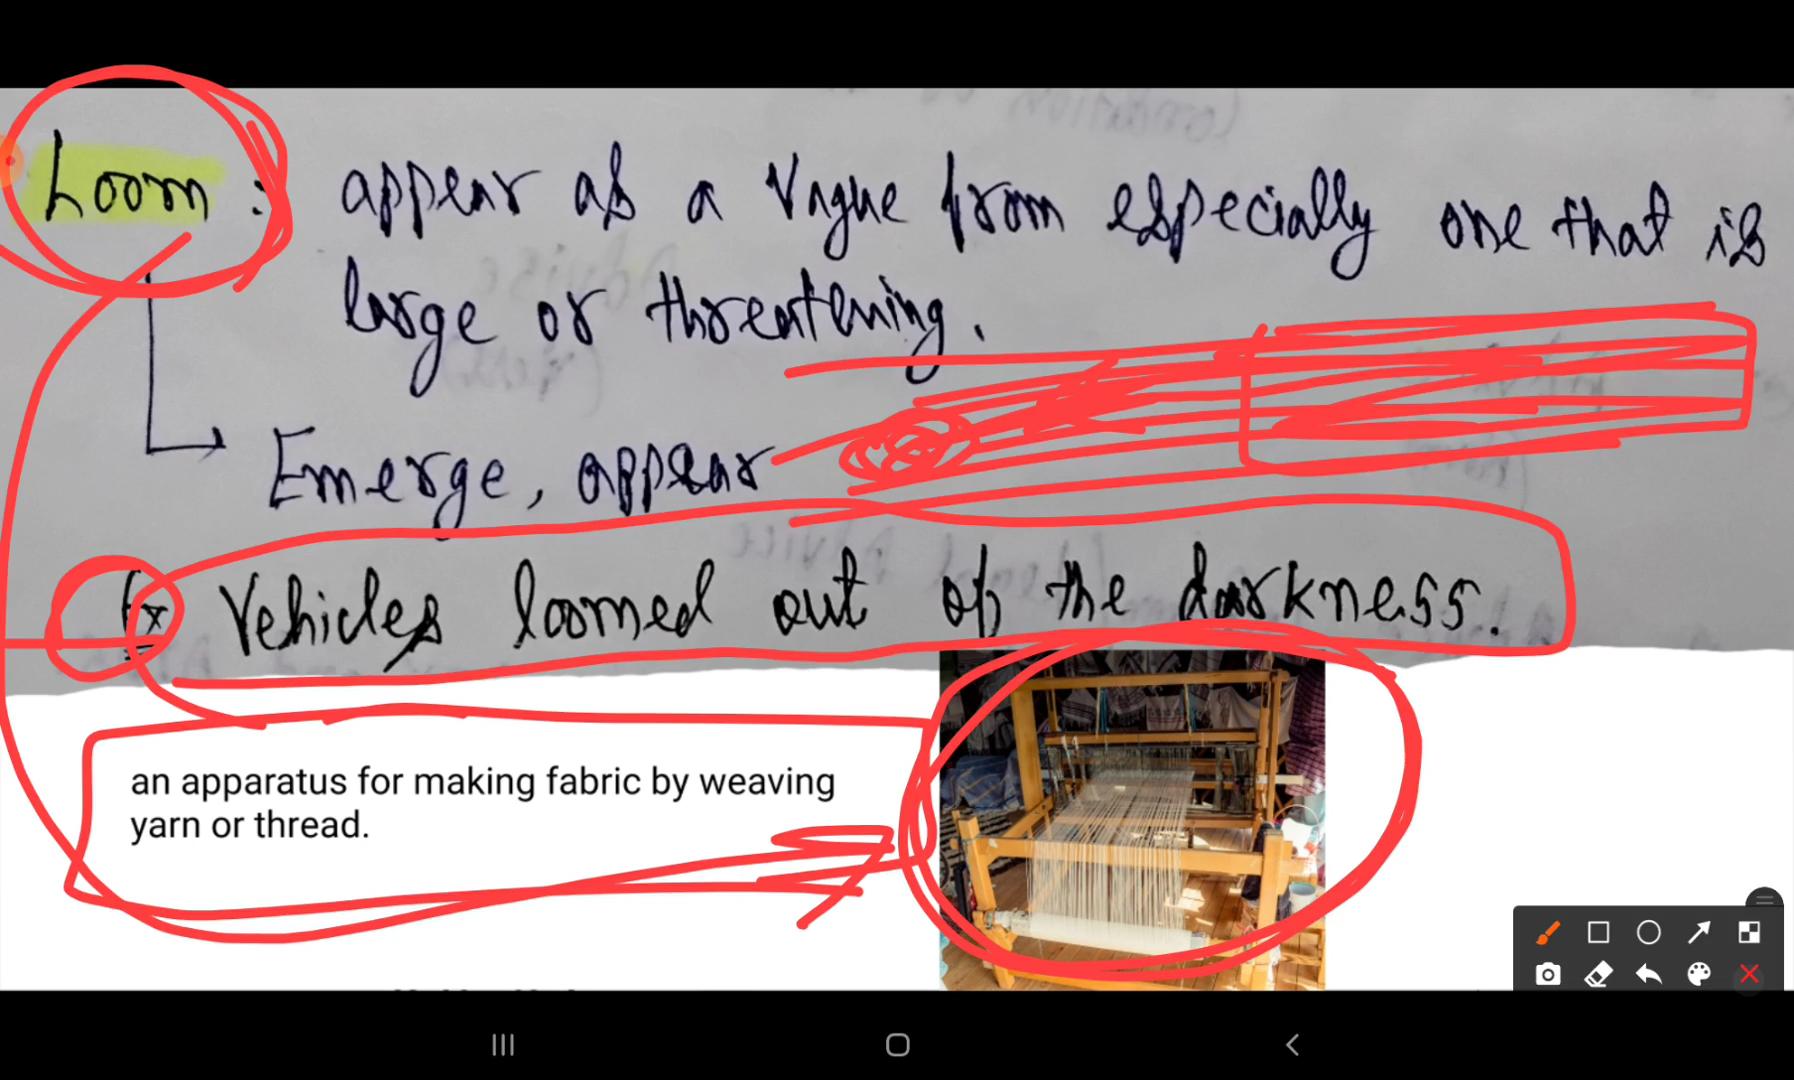 Loom : appear as a vague from especially one that is
large or threatening.
Emerge, appear
Ex Vehicles loomed out of the darkness.
an apparatus for making fabric by weaving
yarn or thread.